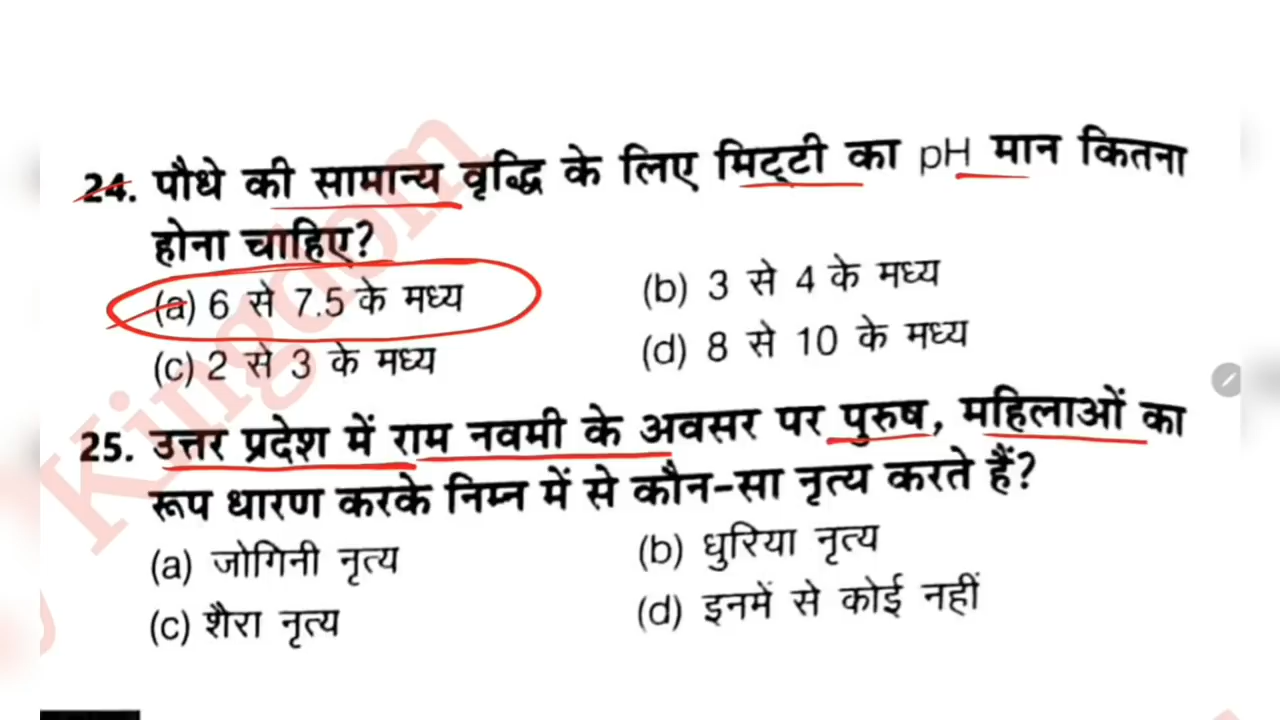 24. पौधे की सामान्य वृद्धि के लिए मिट्टी का pH मान कितना
होना चाहिए?
(a) 6 से 7.5 के मध्य
(b) 3 से 4 के मध्य
(c) 2 से 3 के मध्य
(d) 8 से 10 के मध्य
25. उत्तर प्रदेश में राम नवमी के अवसर पर पुरुष, महिलाओं का
रूप धारण करके निम्न में से कौन-सा नृत्य करते हैं?
(a) जोगिनी नृत्य
(b) धुरिया नृत्य
(c) शैरा नृत्य
(d) इनमें से कोई नहीं
Kingdom